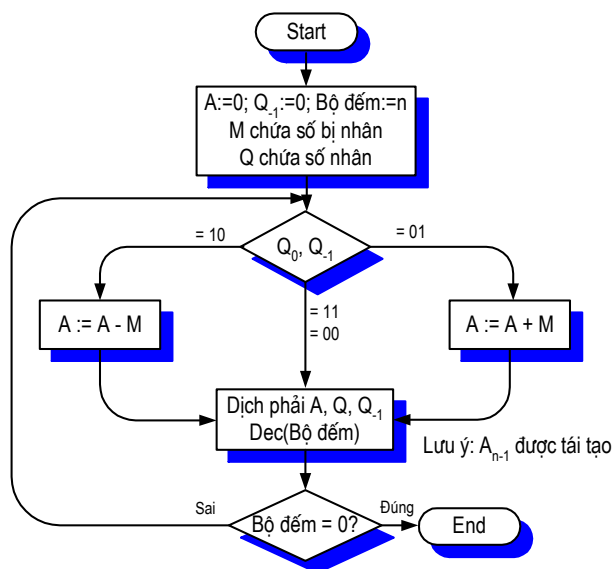 Start
A:=0; Q-1:=0; Bộ đếm:=n
M chứa số bị nhân
Q chứa số nhân
= 10
Q0, Q-1
= 01
= 11
= 00
A := A - M
A := A + M
Dịch phải A, Q, Q-1
Dec(Bộ đếm)
Lưu ý: An-1 được tái tạo
Sai
Bộ đếm = 0?
Đúng
End